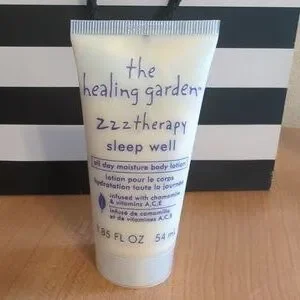 the
healing garden
zzztherapy
sleep well
all day moisture body lotion
lotion pour le corps
hydratation toute la journée
infused with chamomile
& vitamins A,C,E
infusé de camomille
et de vitamines A,C,E
1.85 FL OZ 54 mL